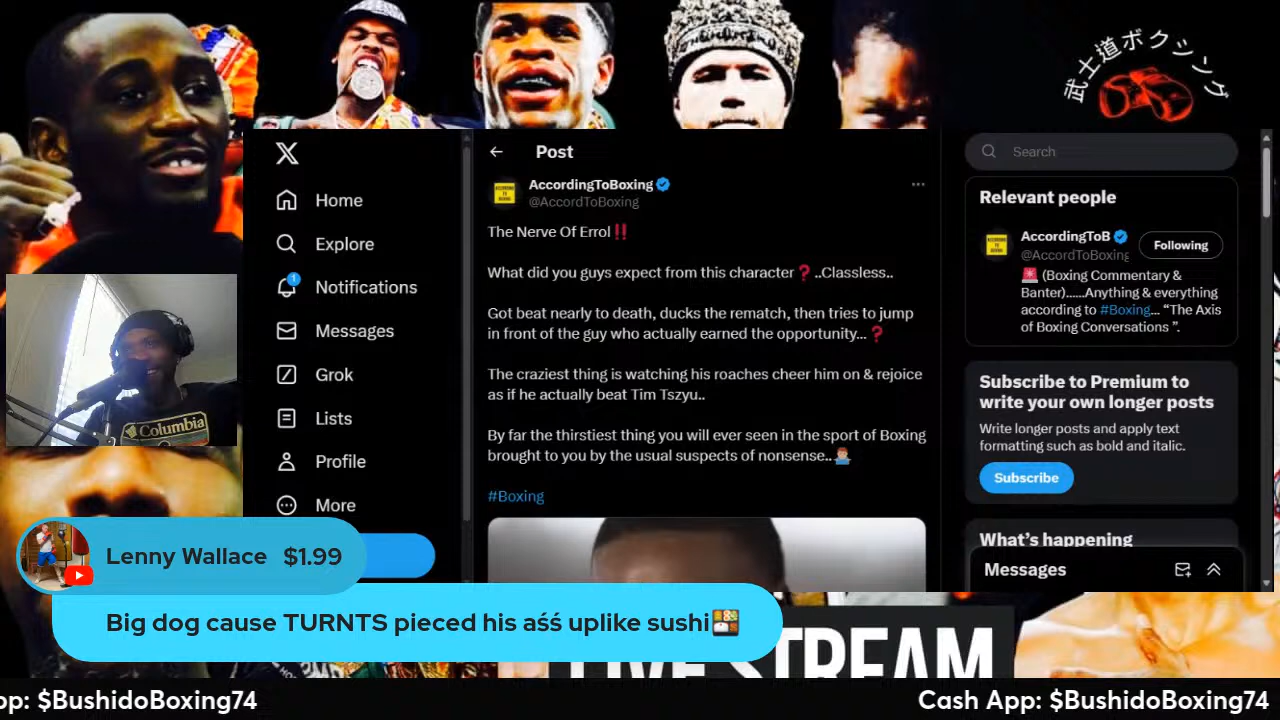 武士道ボクシング
X
Post
Search
AccordingToBoxing
@AccordToBoxing
The Nerve Of Errol‼️
What did you guys expect from this character❓..Classless..
Got beat nearly to death, ducks the rematch, then tries to jump
in front of the guy who actually earned the opportunity...❓
The craziest thing is watching his roaches cheer him on & rejoice
as if he actually beat Tim Tszyu..
By far the thirstiest thing you will ever seen in the sport of Boxing
brought to you by the usual suspects of nonsense..
#Boxing
Home
Explore
1
Notifications
Messages
Grok
Lists
Profile
More
Relevant people
AccordingToB
@AccordToBoxing
Following
(Boxing Commentary &
Banter)......Anything & everything
according to #Boxing... “The Axis
of Boxing Conversations ”.
Subscribe to Premium to
write your own longer posts
Write longer posts and apply text
formatting such as bold and italic.
Subscribe
What’s happening
Messages
Columbia
Lenny Wallace $1.99
Big dog cause TURNTS pieced his aśś uplike sushi🍱
LIVE STREAM
pp: $BushidoBoxing74
Cash App: $BushidoBoxing74